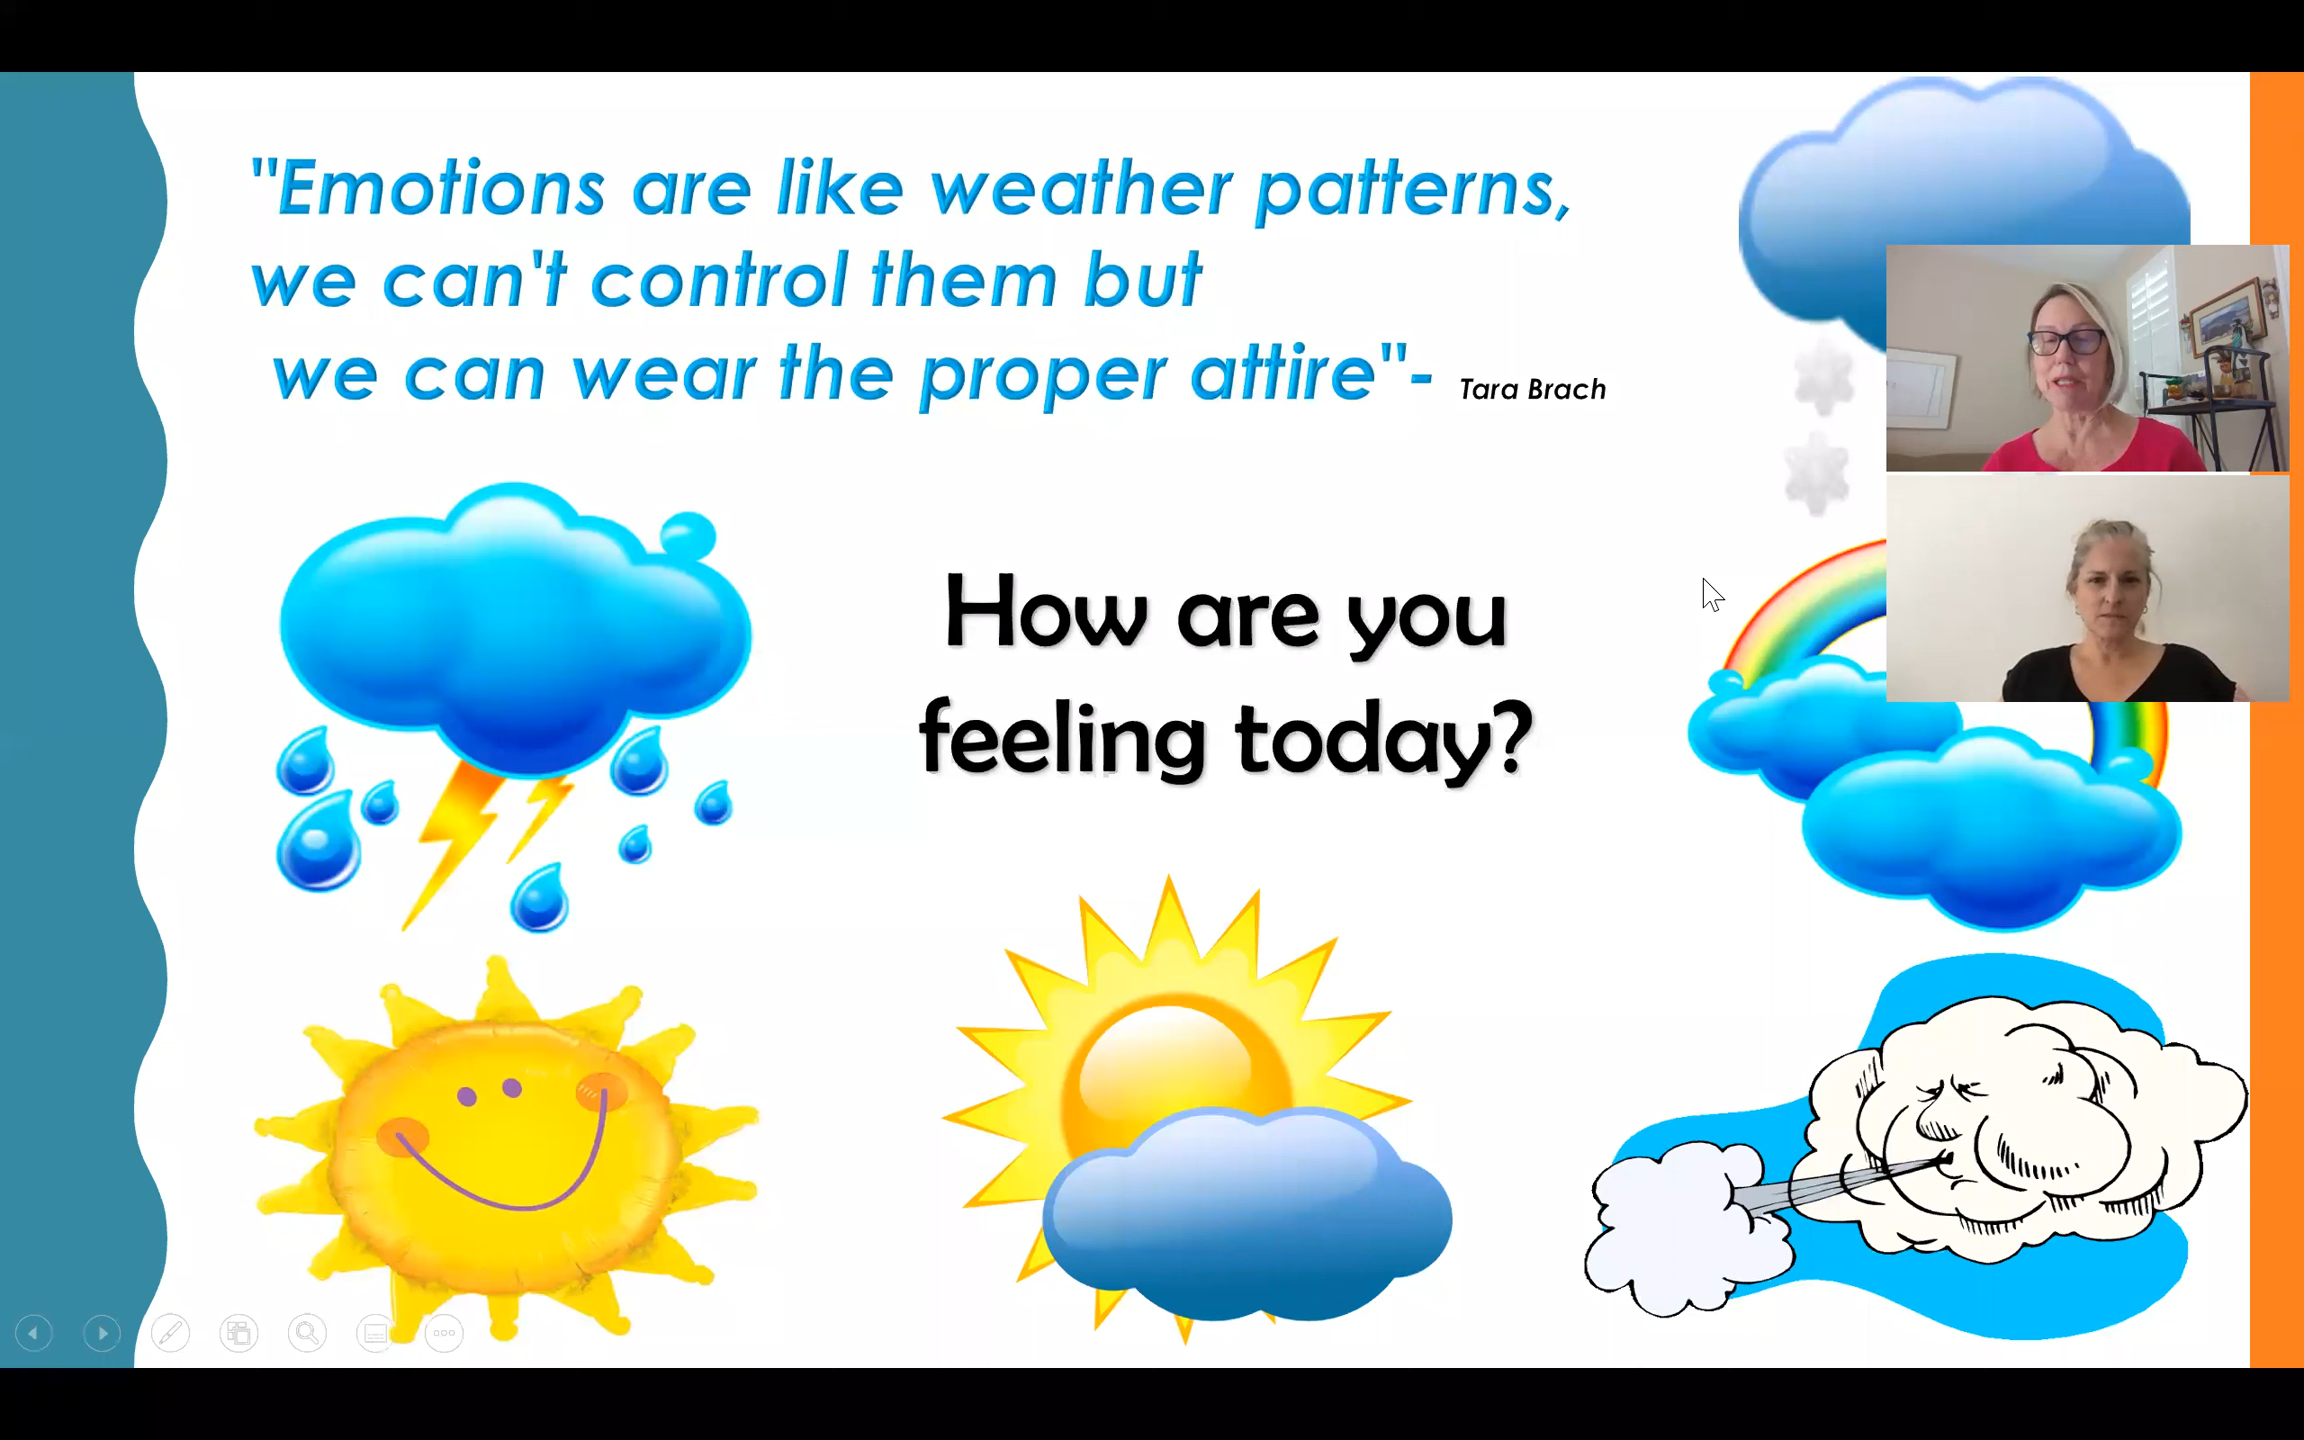 "Emotions are like weather patterns,
we can't control them but
we can wear the proper attire"- Tara Brach
How are you
feeling today?